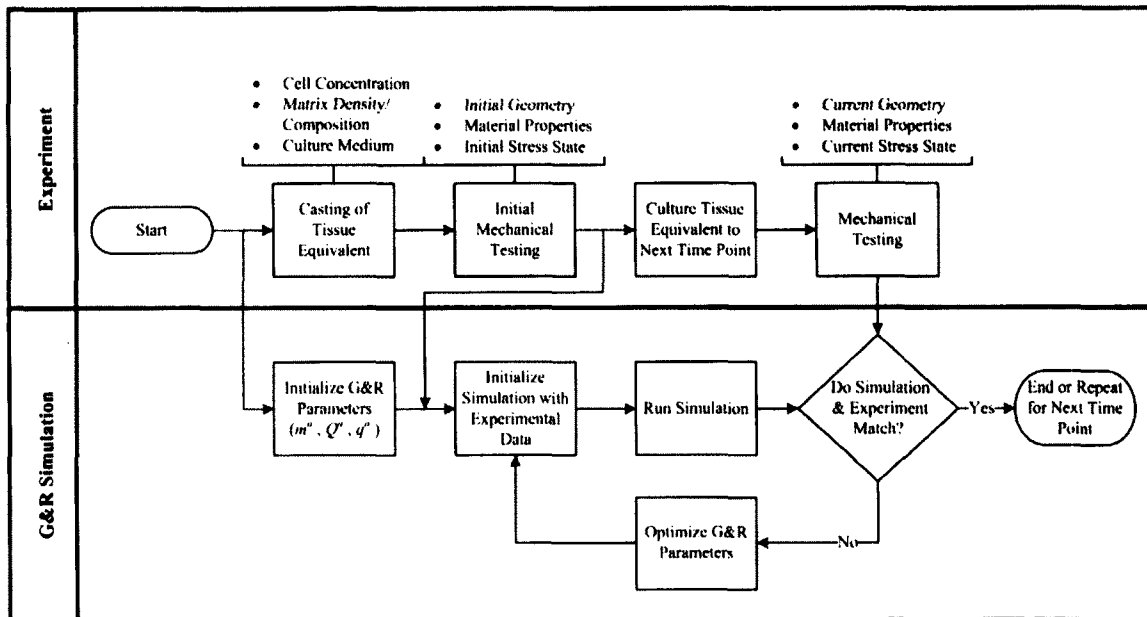 Experiment
• Cell Concentration
• Matrix Density/
Composition
• Culture Medium
• Initial Geometry
• Material Properties
• Initial Stress State
• Current Geometry
• Material Properties
• Current Stress State
Start
Casting of
Tissue
Equivalent
Initial
Mechanical
Testing
Culture Tissue
Equivalent to
Next Time Point
Mechanical
Testing
G&R Simulation
Initialize G&R
Parameters
(mα, Qα, qα)
Initialize
Simulation with
Experimental
Data
Run Simulation
Do Simulation
& Experiment
Match?
Yes
End or Repeat
for Next Time
Point
No
Optimize G&R
Parameters